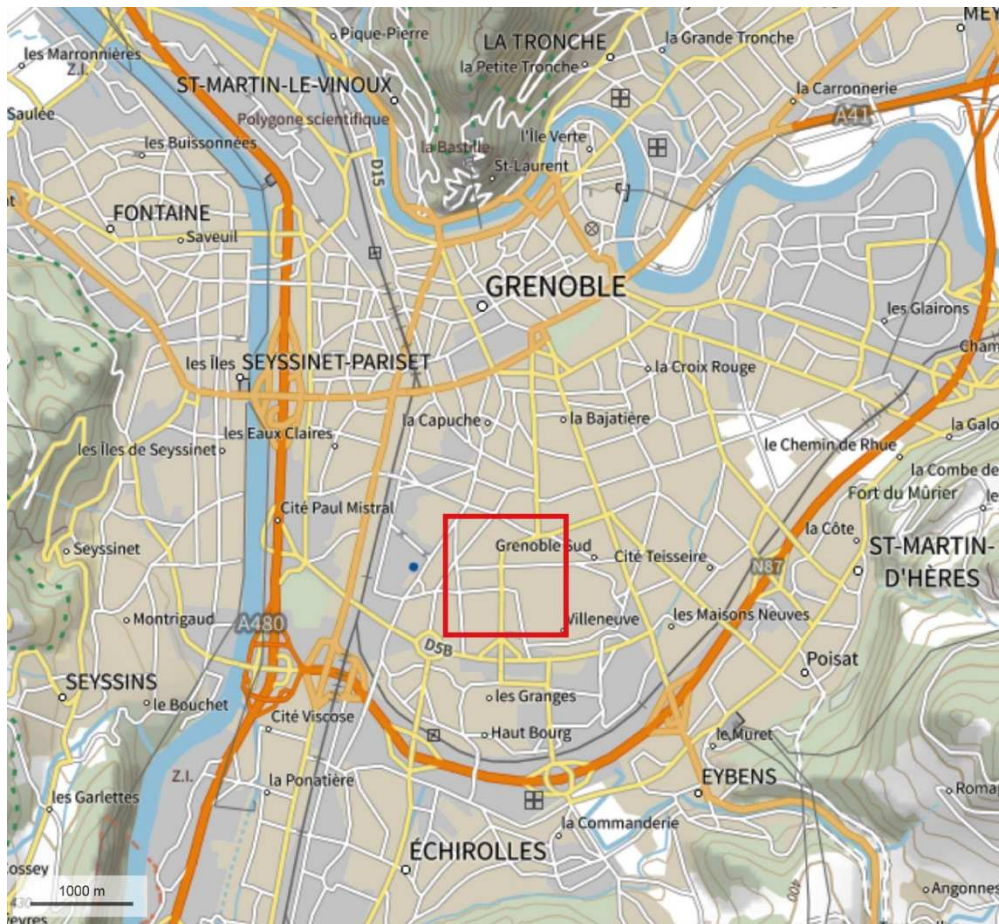 les Marronnières
Z.I.
Pique-Pierre
LA TRONCHE
la Grande Tronche
la Petite Tronche
ST-MARTIN-LE-VINOUX
la Carronnerie
A41
Saulée
Polygone scientifique
les Buissonnées
la Bastille
l'Île Verte
St-Laurent
D15
FONTAINE
Saveuil
GRENOBLE
les Glairons
les Îles
SEYSSINET-PARISET
la Croix Rouge
la Capuche
la Bajatière
les Eaux Claires
les Îles de Seyssinet
le Chemin de Rhue
Fort du Mûrier
Cité Paul Mistral
la Côte
Seyssinet
Grenoble Sud
Cité Teisseire
ST-MARTIN-
D'HÈRES
N87
Montrigaud
A480
Villeneuve
les Maisons Neuves
D5B
Poisat
SEYSSINS
le Bouchet
les Granges
Cité Viscose
Haut Bourg
le Muret
Z.I.
la Ponatière
EYBENS
les Garlettes
la Commanderie
ÉCHIROLLES
400
1000 m